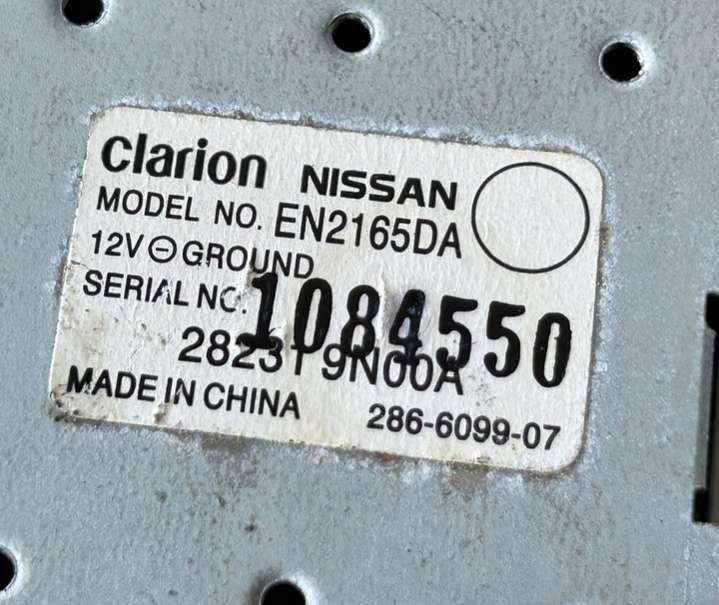 clarion NISSAN
MODEL NO. EN2165DA
12V ⊖ GROUND
SERIAL NO. 1084550
28231 9N00A
MADE IN CHINA 286-6099-07